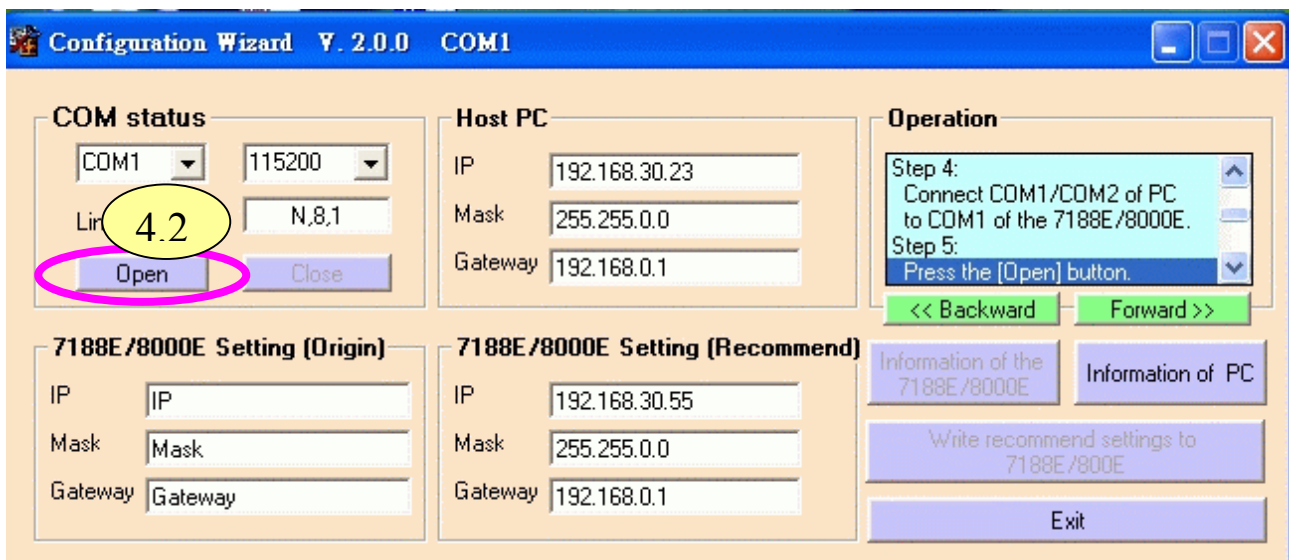 Configuration Wizard V. 2.0.0 COM1
COM status
COM1
115200
N,8,1
4.2
Open
Close
Host PC
IP
192.168.30.23
Mask
255.255.0.0
Gateway
192.168.0.1
Operation
Step 4:
Connect COM1/COM2 of PC
to COM1 of the 7188E/8000E.
Step 5:
Press the [Open] button.
<< Backward
Forward >>
7188E/8000E Setting (Origin)
IP
IP
Mask
Mask
Gateway
Gateway
7188E/8000E Setting (Recommend)
IP
192.168.30.55
Mask
255.255.0.0
Gateway
192.168.0.1
Information of the
7188E/8000E
Information of PC
Write recommend settings to
7188E/800E
Exit